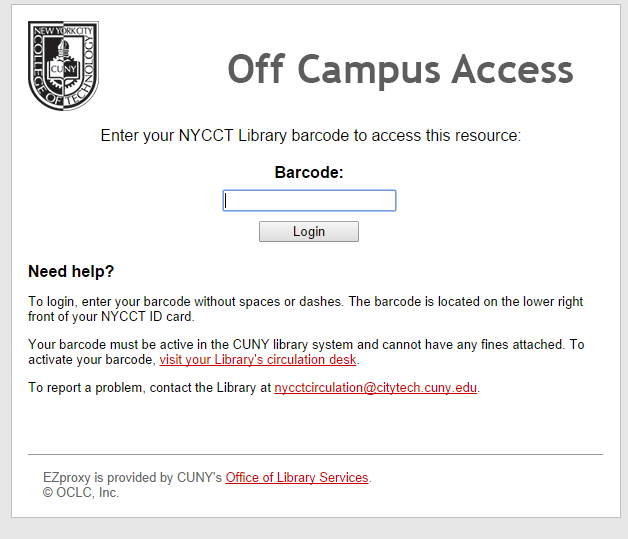 NEW YORK CITY
COLLEGE OF TECHNOLOGY
CUNY
Off Campus Access
Enter your NYCCT Library barcode to access this resource:
Barcode:
Login
Need help?
To login, enter your barcode without spaces or dashes. The barcode is located on the lower right
front of your NYCCT ID card.
Your barcode must be active in the CUNY library system and cannot have any fines attached. To
activate your barcode, visit your Library's circulation desk.
To report a problem, contact the Library at nycctcirculation@citytech.cuny.edu.
EZproxy is provided by CUNY's Office of Library Services.
© OCLC, Inc.